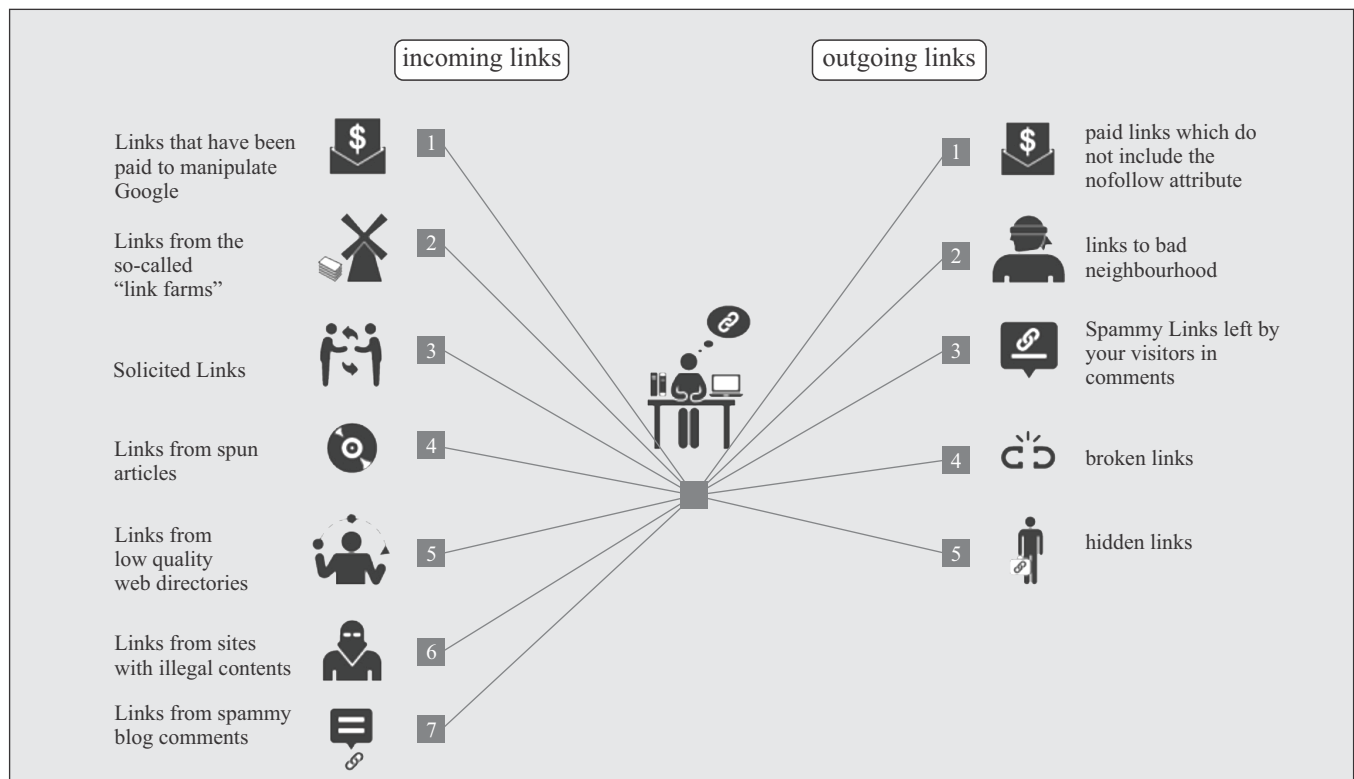 incoming links
Links that have been
paid to manipulate
Google
$
1
Links from the
so-called
“link farms”
2
Solicited Links
3
Links from spun
articles
4
Links from
low quality
web directories
5
Links from sites
with illegal contents
6
Links from spammy
blog comments
7
outgoing links
1
$
paid links which do
not include the
nofollow attribute
2
links to bad
neighbourhood
3
Spammy Links left by
your visitors in
comments
4
broken links
5
hidden links